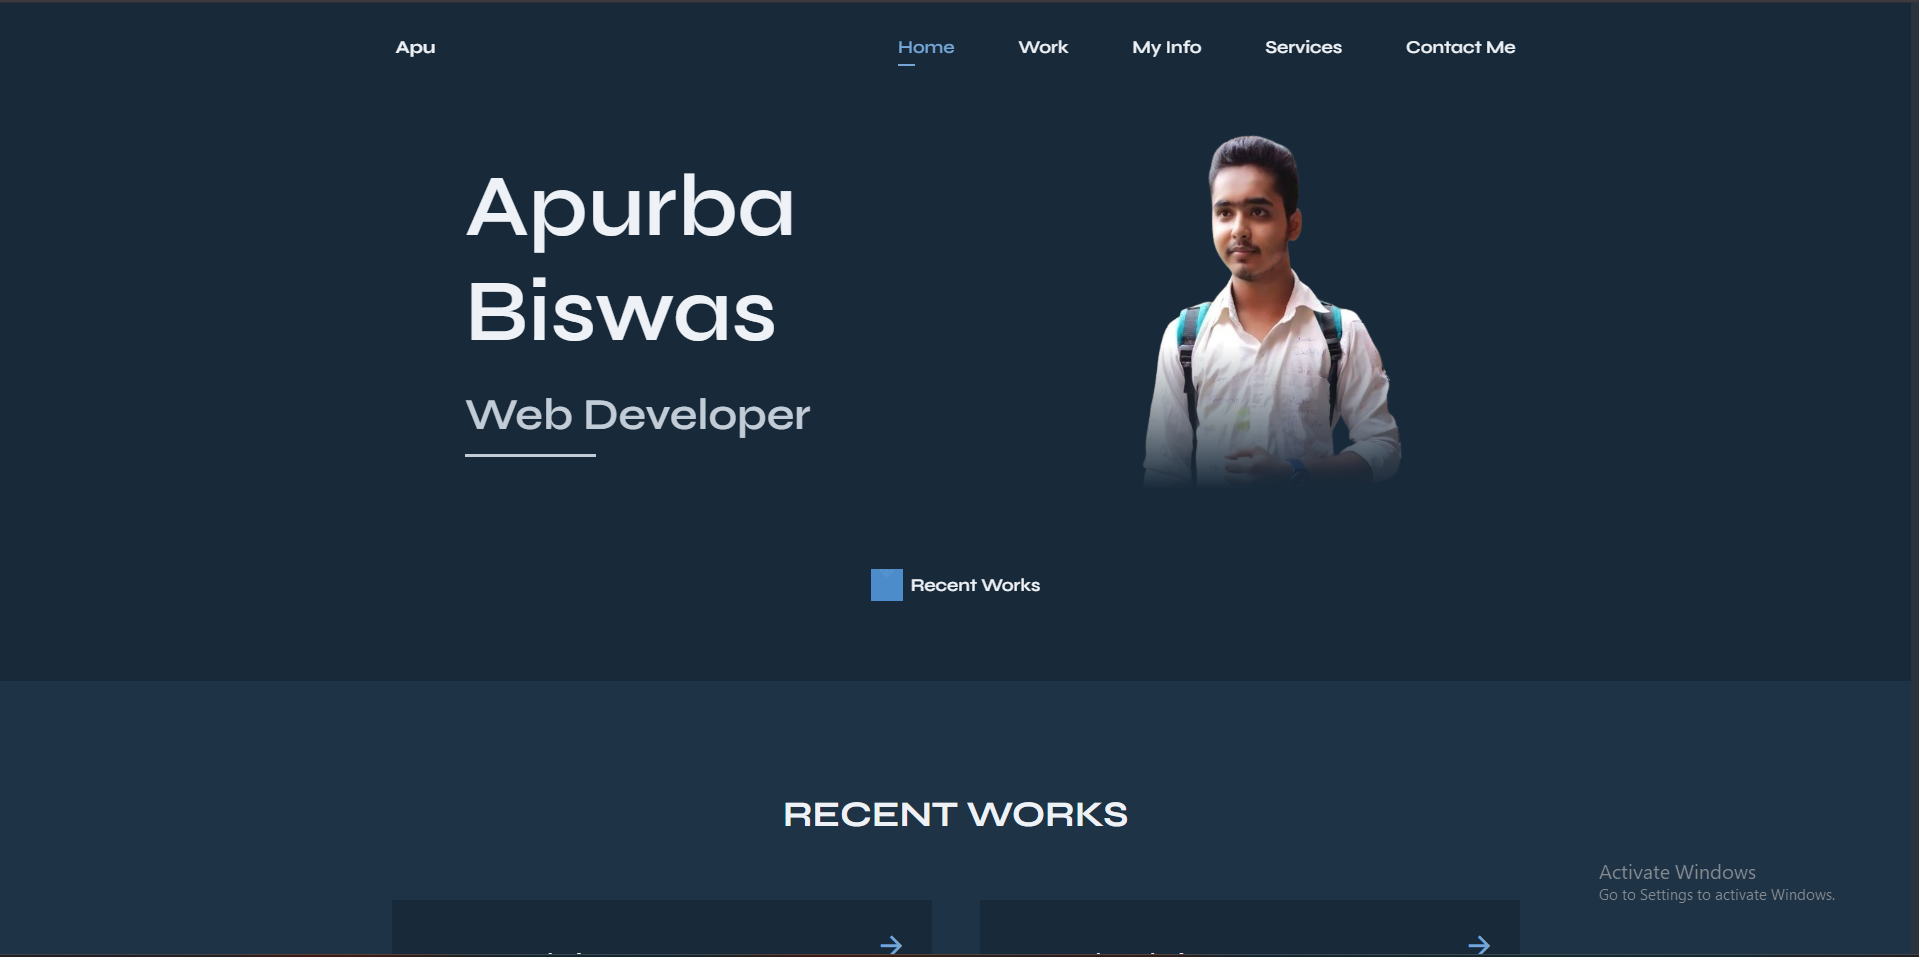 Apu
Home
Work
My Info
Services
Contact Me
Apurba
Biswas
Web Developer
Recent Works
RECENT WORKS
Activate Windows
Go to Settings to activate Windows.